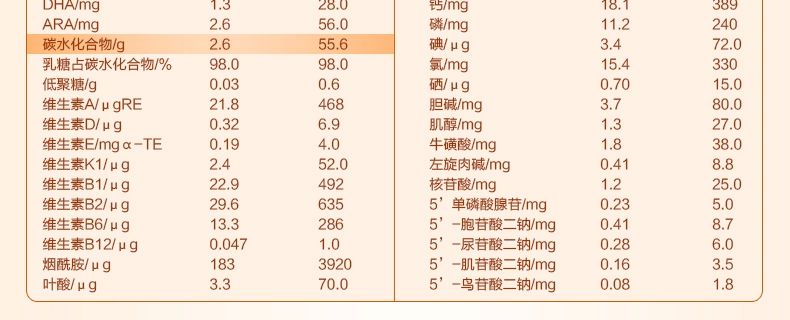 DHA/mg 1.3 28.0
ARA/mg 2.6 56.0
碳水化合物/g 2.6 55.6
乳糖占碳水化合物/% 98.0 98.0
低聚糖/g 0.03 0.6
维生素A/μgRE 21.8 468
维生素D/μg 0.32 6.9
维生素E/mgα-TE 0.19 4.0
维生素K1/μg 2.4 52.0
维生素B1/μg 22.9 492
维生素B2/μg 29.6 635
维生素B6/μg 13.3 286
维生素B12/μg 0.047 1.0
烟酰胺/μg 183 3920
叶酸/μg 3.3 70.0
钙/mg 18.1 389
磷/mg 11.2 240
碘/μg 3.4 72.0
氯/mg 15.4 330
硒/μg 0.70 15.0
胆碱/mg 3.7 80.0
肌醇/mg 1.3 27.0
牛磺酸/mg 1.8 38.0
左旋肉碱/mg 0.41 8.8
核苷酸/mg 1.2 25.0
5’单磷酸腺苷/mg 0.23 5.0
5’-胞苷酸二钠/mg 0.41 8.7
5’-尿苷酸二钠/mg 0.28 6.0
5’-肌苷酸二钠/mg 0.16 3.5
5’-鸟苷酸二钠/mg 0.08 1.8